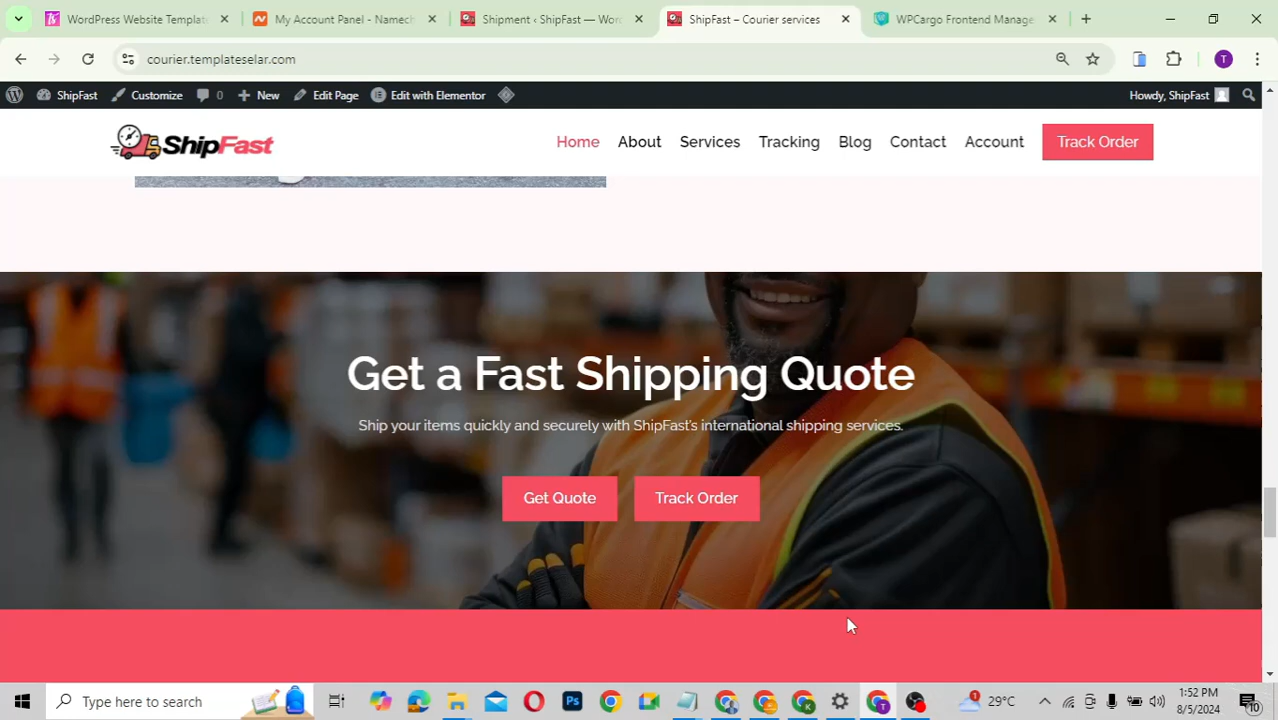 WordPress Website Templat
My Account Panel - Namech
Shipment ‹ ShipFast — Wor
ShipFast – Courier services
WPCargo Frontend Manage
courier.templateselar.com
T
ShipFast
Customize
0
New
Edit Page
Edit with Elementor
Howdy, ShipFast
ShipFast
Home
About
Services
Tracking
Blog
Contact
Account
Track Order
Get a Fast Shipping Quote
Ship your items quickly and securely with ShipFast's international shipping services.
Get Quote
Track Order
Type here to search
Ps
K
T
1
29°C
1:52 PM
8/5/2024
10